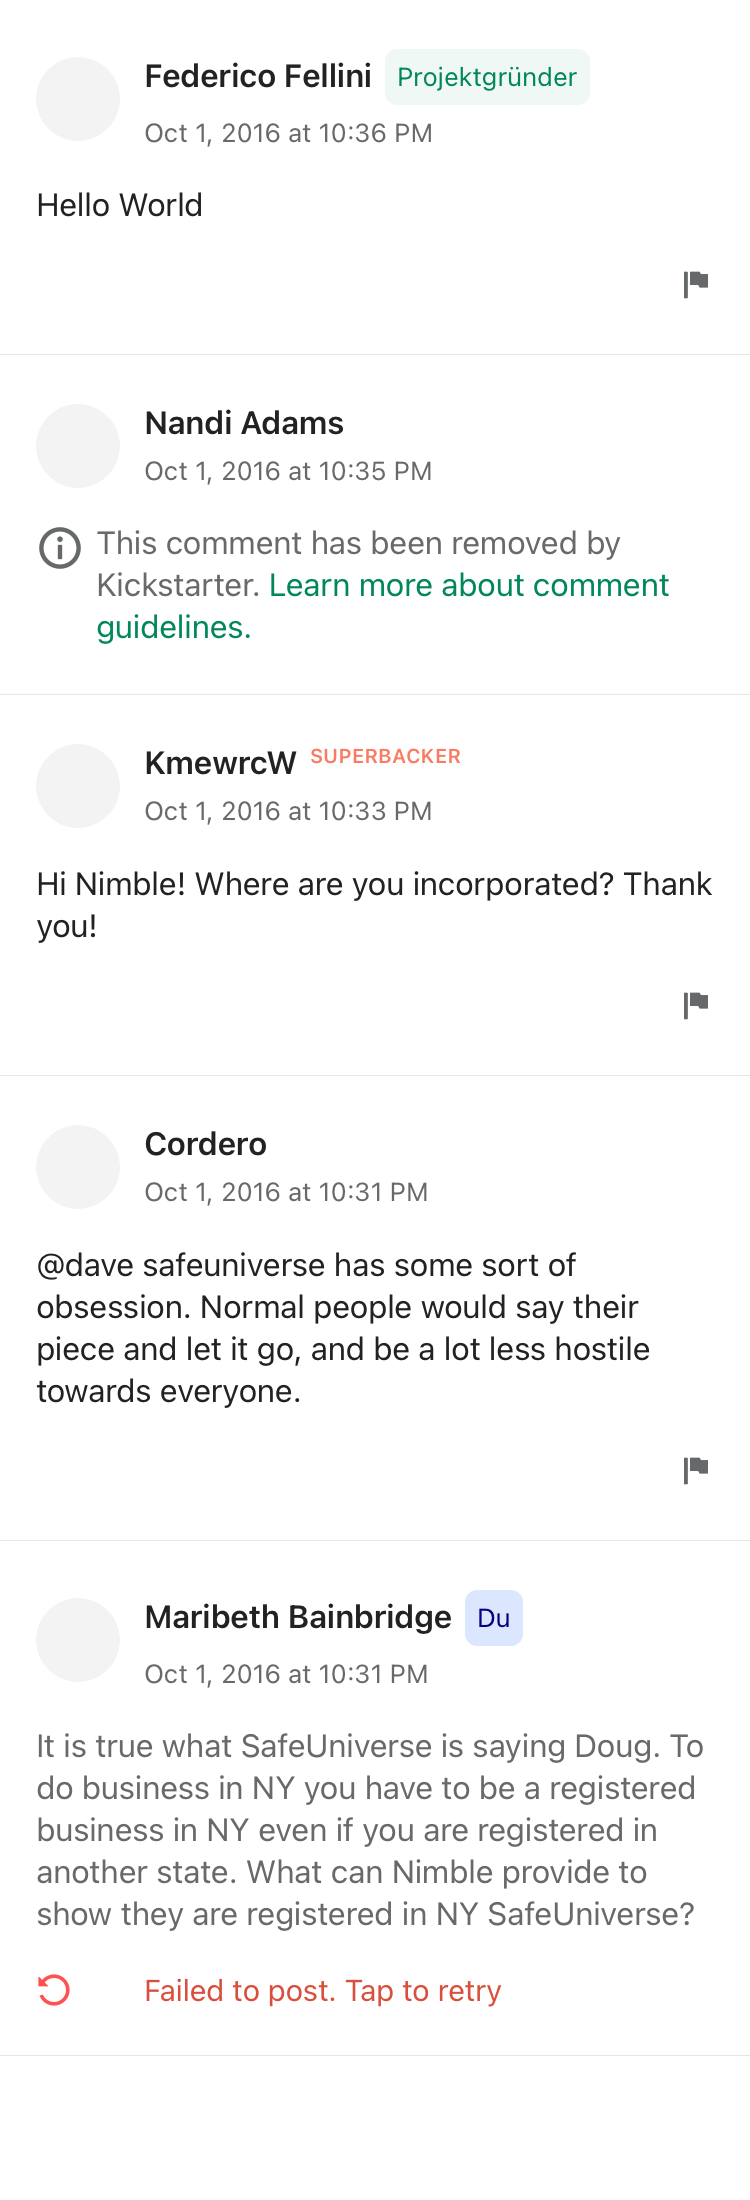 Federico Fellini Projektgründer
Oct 1, 2016 at 10:36 PM
Hello World
Nandi Adams
Oct 1, 2016 at 10:35 PM
This comment has been removed by
Kickstarter. Learn more about comment
guidelines.
KmewrcW SUPERBACKER
Oct 1, 2016 at 10:33 PM
Hi Nimble! Where are you incorporated? Thank
you!
Cordero
Oct 1, 2016 at 10:31 PM
@dave safeuniverse has some sort of
obsession. Normal people would say their
piece and let it go, and be a lot less hostile
towards everyone.
Maribeth Bainbridge Du
Oct 1, 2016 at 10:31 PM
It is true what SafeUniverse is saying Doug. To
do business in NY you have to be a registered
business in NY even if you are registered in
another state. What can Nimble provide to
show they are registered in NY SafeUniverse?
Failed to post. Tap to retry